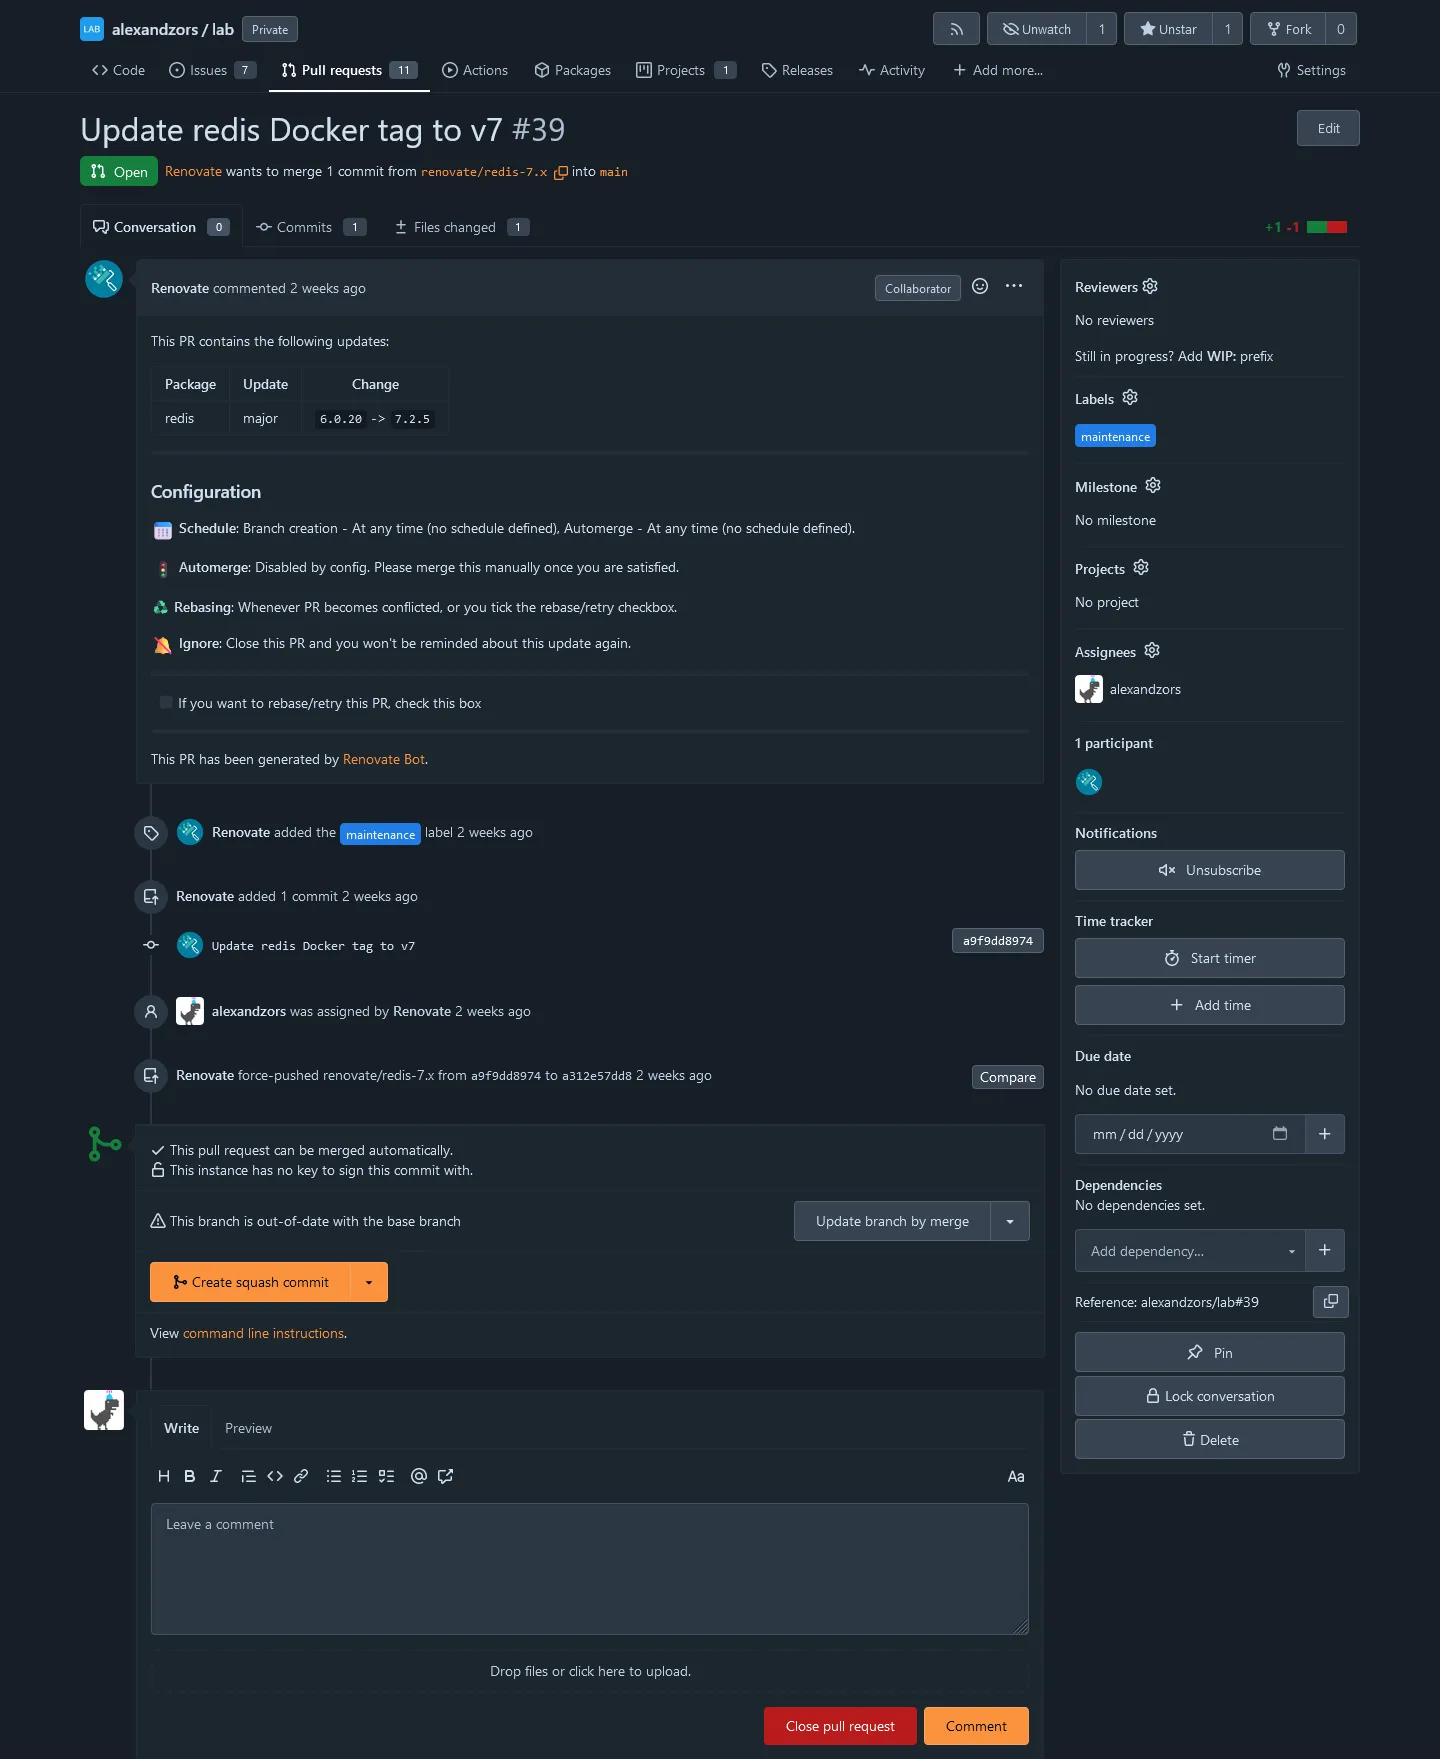 LAB alexandzors / lab Private Unwatch 1 Unstar 1 Fork 0
Code Issues 7 Pull requests 11 Actions Packages Projects 1 Releases Activity Add more... Settings
Update redis Docker tag to v7 #39 Edit
Open Renovate wants to merge 1 commit from renovate/redis-7.x into main
Conversation 0 Commits 1 Files changed 1 +1 -1
Renovate commented 2 weeks ago Collaborator
This PR contains the following updates:
Package Update Change
redis major 6.0.20 -> 7.2.5
Configuration
Schedule: Branch creation - At any time (no schedule defined), Automerge - At any time (no schedule defined).
Automerge: Disabled by config. Please merge this manually once you are satisfied.
Rebasing: Whenever PR becomes conflicted, or you tick the rebase/retry checkbox.
Ignore: Close this PR and you won't be reminded about this update again.
If you want to rebase/retry this PR, check this box
This PR has been generated by Renovate Bot.
Renovate added the maintenance label 2 weeks ago
Renovate added 1 commit 2 weeks ago
Update redis Docker tag to v7 a9f9dd8974
alexandzors was assigned by Renovate 2 weeks ago
Renovate force-pushed renovate/redis-7.x from a9f9dd8974 to a312e57dd8 2 weeks ago Compare
This pull request can be merged automatically.
This instance has no key to sign this commit with.
This branch is out-of-date with the base branch Update branch by merge
Create squash commit
View command line instructions.
Write Preview
H B I Aa
Leave a comment
Drop files or click here to upload.
Close pull request Comment
Reviewers
No reviewers
Still in progress? Add WIP: prefix
Labels
maintenance
Milestone
No milestone
Projects
No project
Assignees
alexandzors
1 participant
Notifications
Unsubscribe
Time tracker
Start timer
Add time
Due date
No due date set.
mm/dd/yyyy
Dependencies
No dependencies set.
Add dependency...
Reference: alexandzors/lab#39
Pin
Lock conversation
Delete